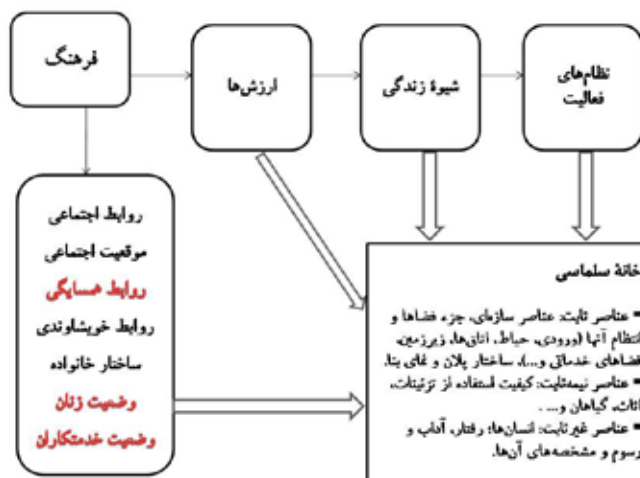 فرهنگ
ارزش‌ها
شیوهٔ زندگی
نظام‌های
فعالیت
روابط اجتماعی
موقعیت اجتماعی
روابط همسایگی
روابط خویشاوندی
ساختار خانواده
وضعیت زنان
وضعیت خدمتکاران
خانهٔ سلماسی
▪ عناصر ثابت: عناصر سازه‌ای، جزء فضاها و
انتظام آنها (ورودی، حیاط، اتاق‌ها، زیرزمین،
فضاهای خدماتی و...)، ساختار پلان و نمای بنا.
▪ عناصر نیمه‌ثابت: کیفیت استفاده از تزئینات،
اثاث، گیاهان و... .
▪ عناصر غیرثابت: انسان‌ها؛ رفتار، آداب و
رسوم و مشخصه‌های آن‌ها.